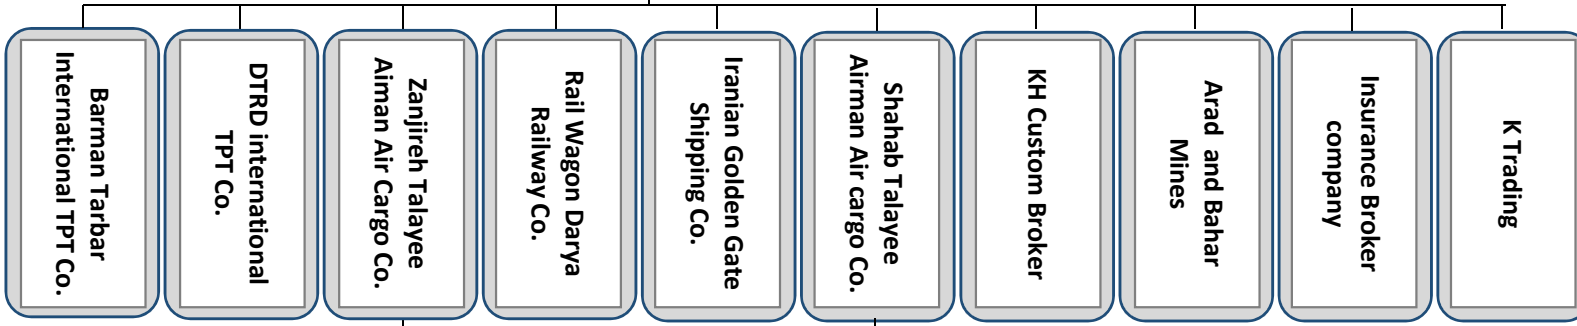 Barman Tarbar
International TPT Co.
DTRD international
TPT Co.
Zanjireh Talayee
Aiman Air Cargo Co.
Rail Wagon Darya
Railway Co.
Iranian Golden Gate
Shipping Co.
Shahab Talayee
Airman Air cargo Co.
KH Custom Broker
Arad and Bahar
Mines
Insurance Broker
company
K Trading